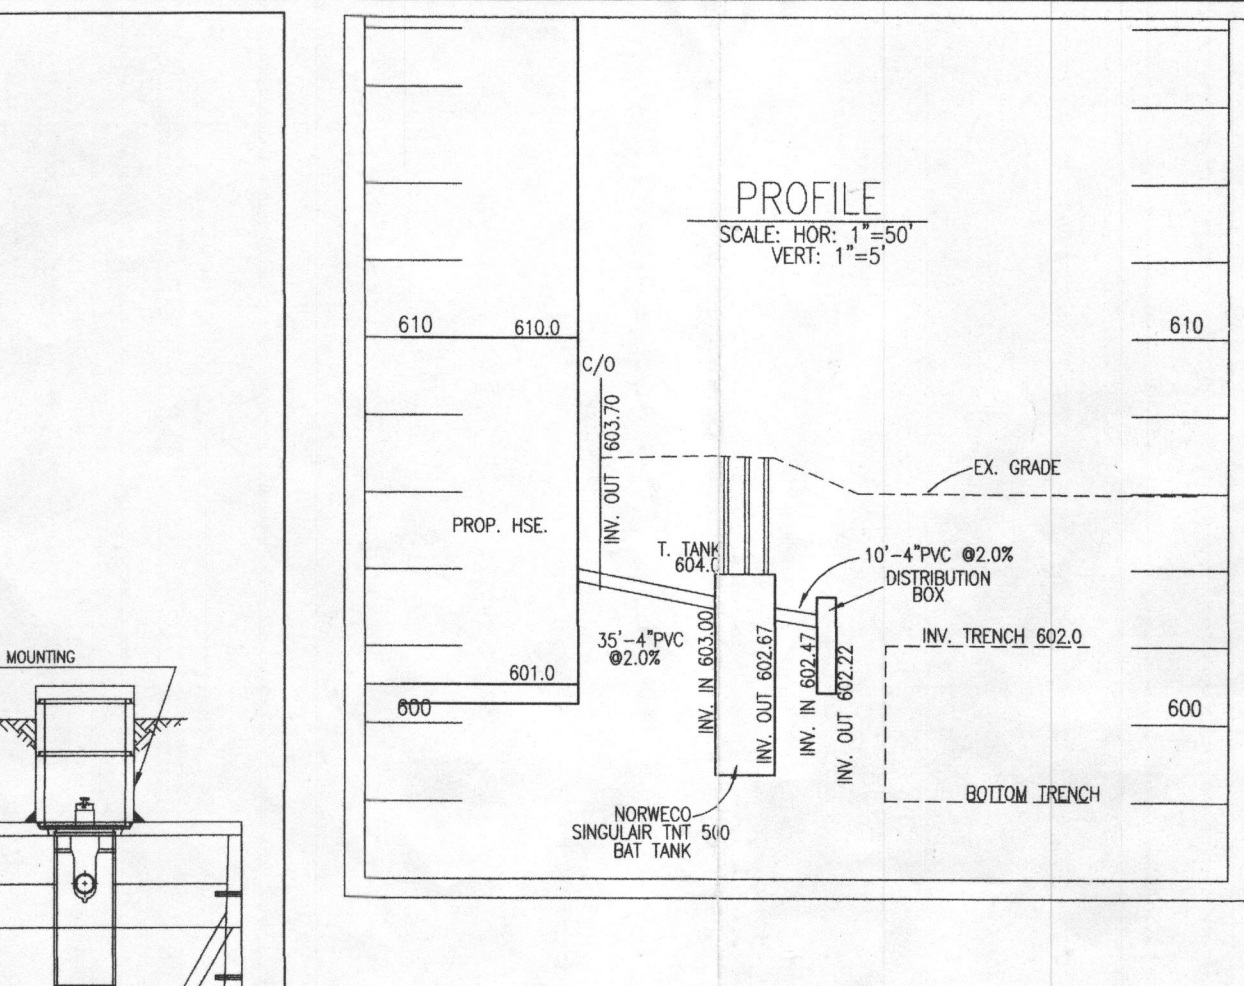 PROFILE
SCALE: HOR: 1"=50'
VERT: 1"=5'
610
610.0
610
C/O
INV. OUT 603.70
EX. GRADE
PROP. HSE.
T. TANK
604.0
10'-4"PVC @2.0%
DISTRIBUTION
BOX
35'-4"PVC
@2.0%
INV. IN 603.00
INV. OUT 602.67
INV. IN 602.47
INV. OUT 602.22
INV. TRENCH 602.0
601.0
600
600
BOTTOM TRENCH
NORWECO
SINGULAIR TNT 500
BAT TANK
MOUNTING